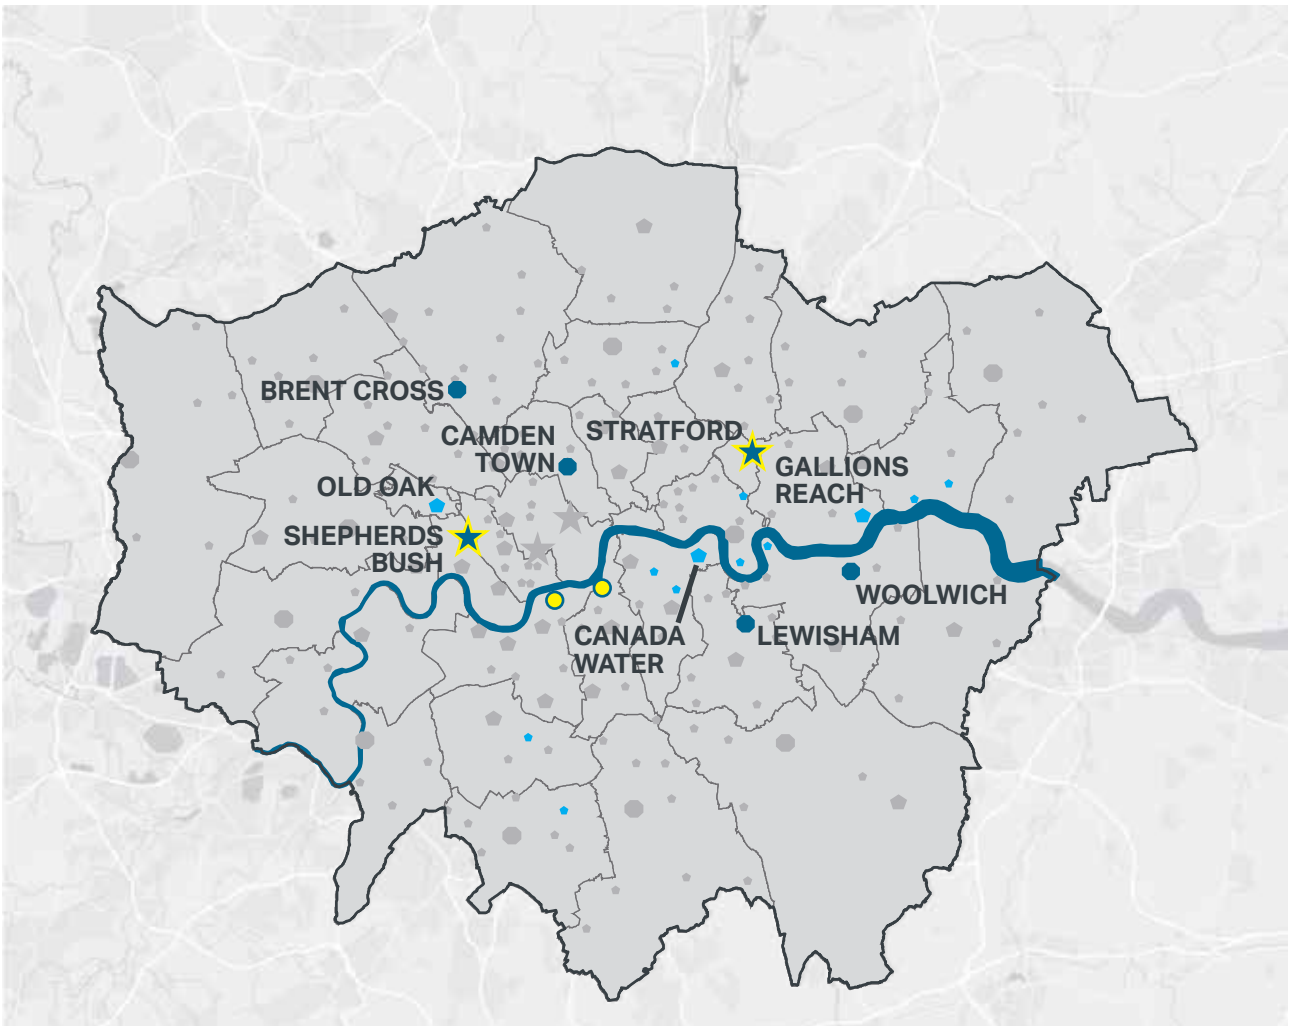 BRENT CROSS
CAMDEN
TOWN
STRATFORD
GALLIONS
REACH
OLD OAK
SHEPHERDS
BUSH
WOOLWICH
CANADA
WATER
LEWISHAM